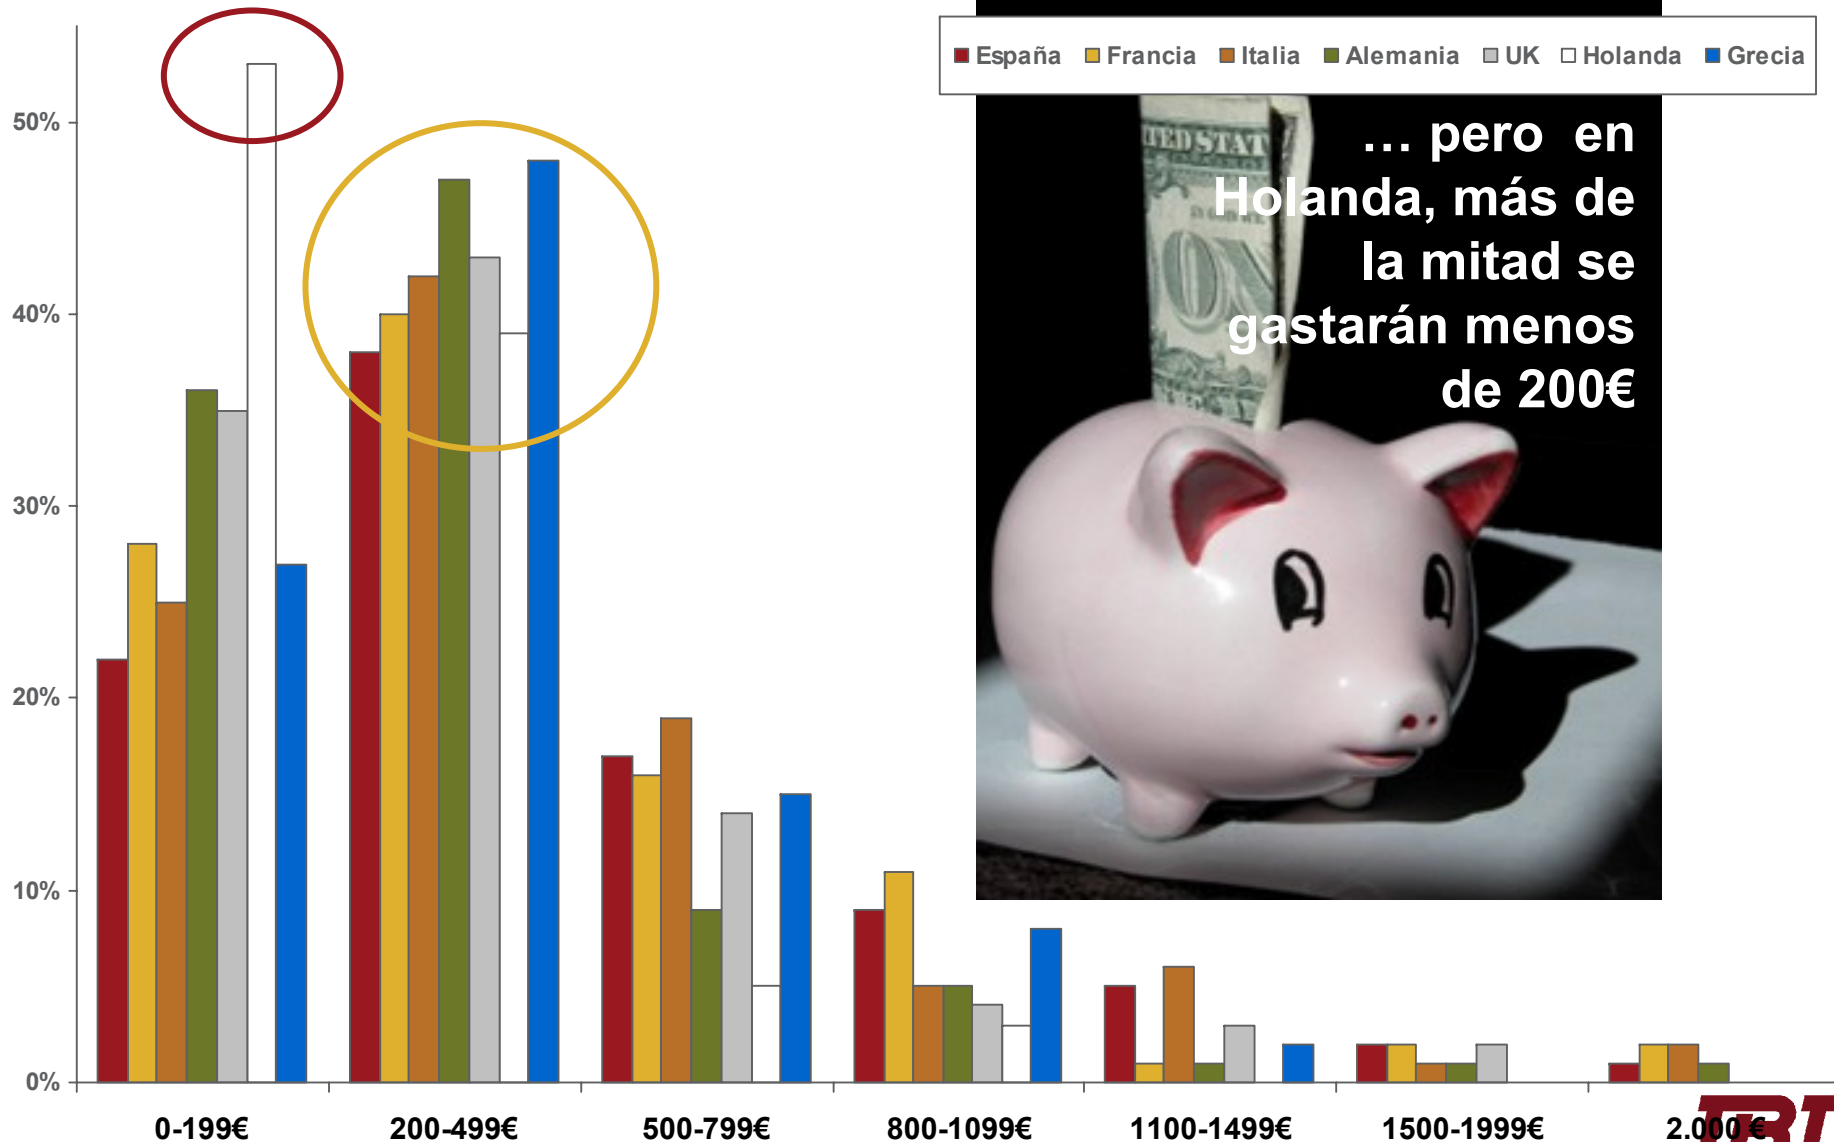 España Francia Italia Alemania UK Holanda Grecia
… pero en
Holanda, más de
la mitad se
gastarán menos
de 200€
50%
40%
30%
20%
10%
0%
0-199€ 200-499€ 500-799€ 800-1099€ 1100-1499€ 1500-1999€ 2.000 €